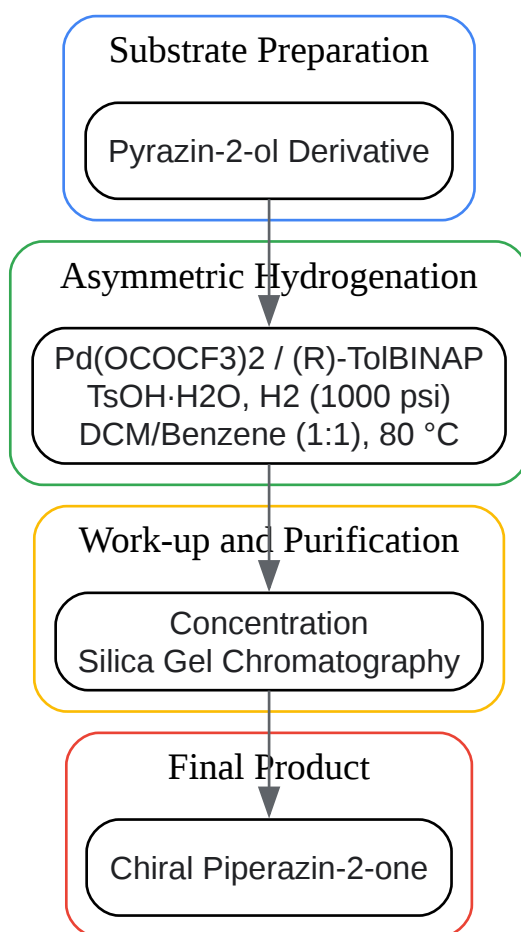 Substrate Preparation
Pyrazin-2-ol Derivative
Asymmetric Hydrogenation
Pd(OCOCF3)2 / (R)-TolBINAP
TsOH·H2O, H2 (1000 psi)
DCM/Benzene (1:1), 80 °C
Work-up and Purification
Concentration
Silica Gel Chromatography
Final Product
Chiral Piperazin-2-one